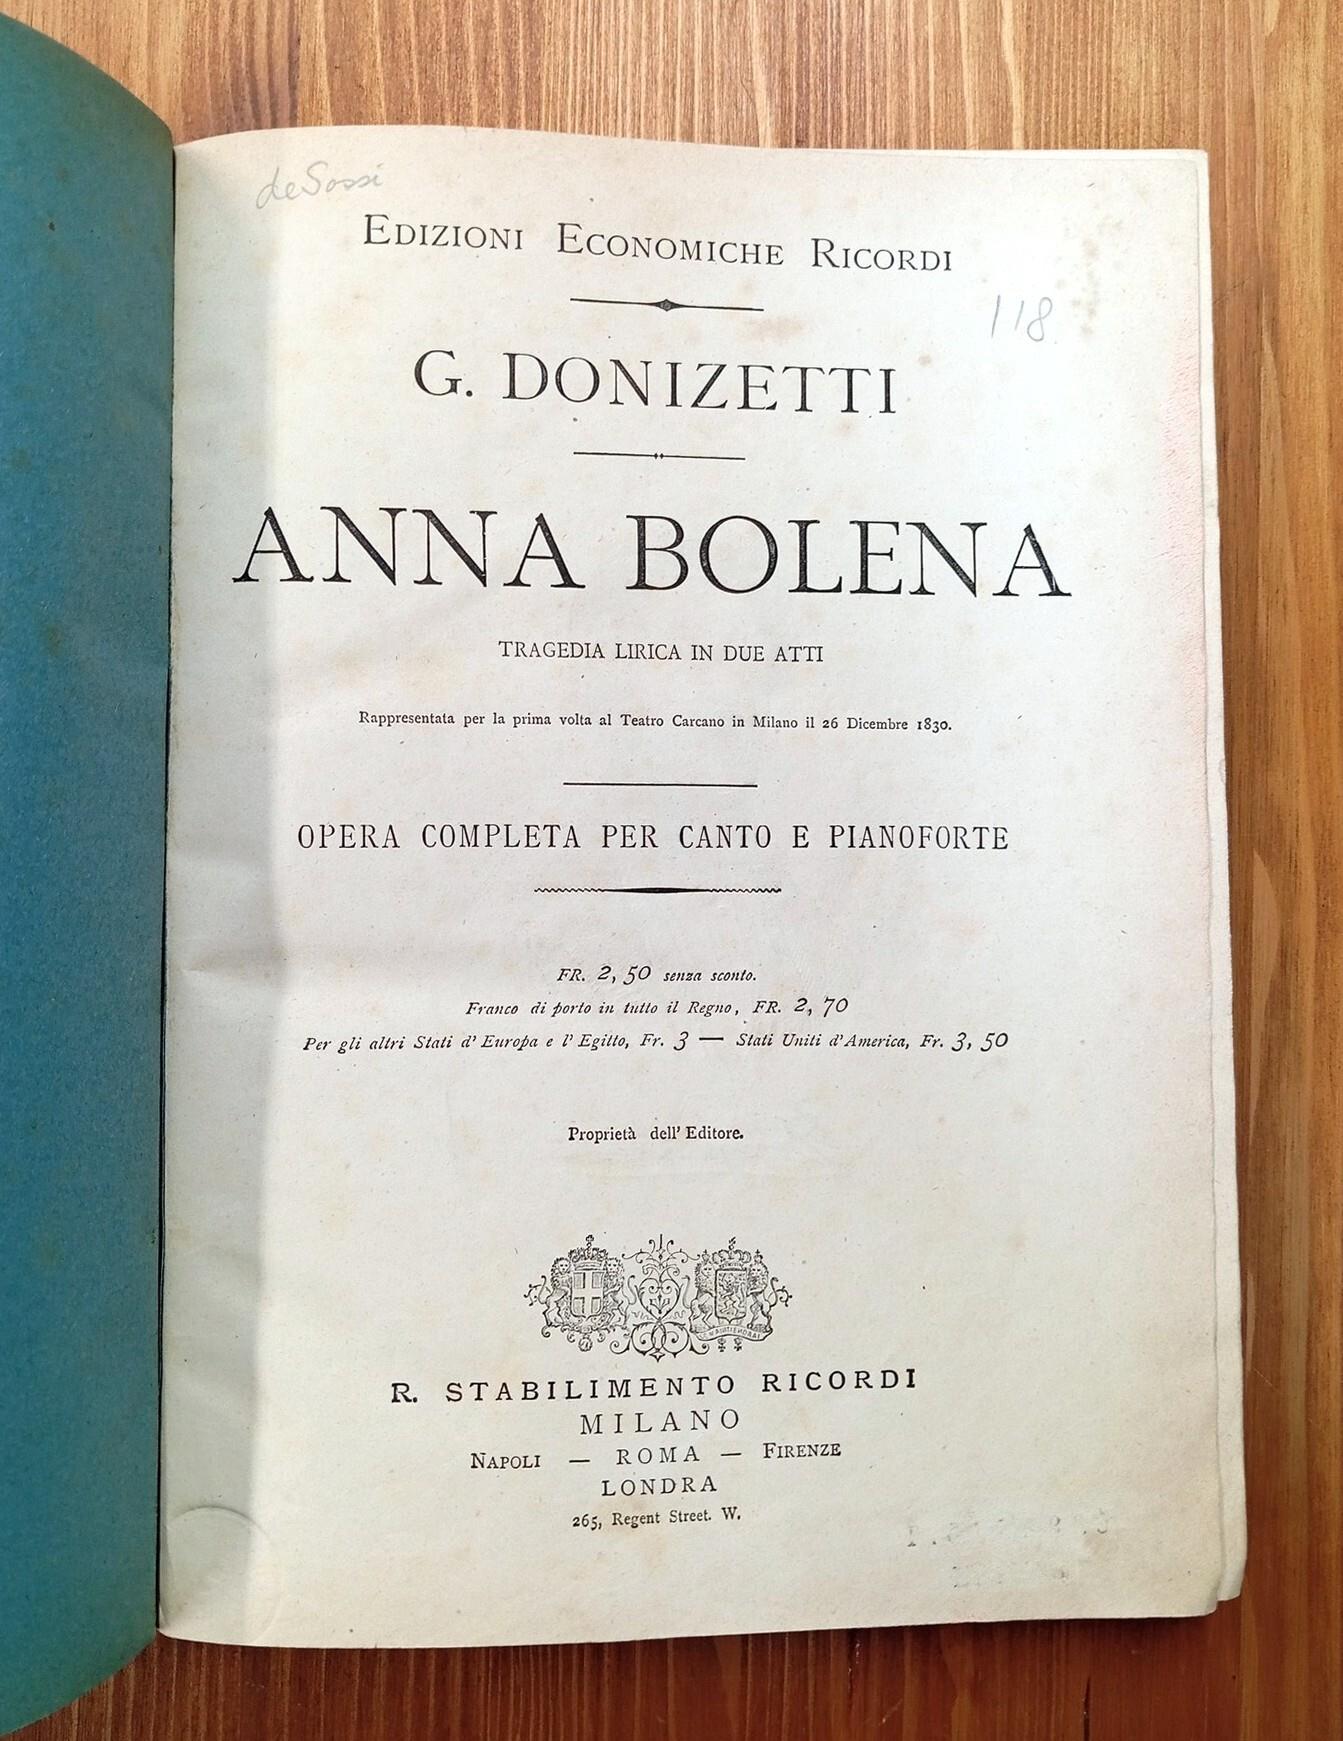 deSossi
EDIZIONI ECONOMICHE RICORDI
118
G. DONIZETTI
ANNA BOLENA
TRAGEDIA LIRICA IN DUE ATTI
Rappresentata per la prima volta al Teatro Carcano in Milano il 26 Dicembre 1830.
OPERA COMPLETA PER CANTO E PIANOFORTE
FR. 2, 50 senza sconto.
Franco di porto in tutto il Regno, FR. 2, 70
Per gli altri Stati d' Europa e l' Egitto, Fr. 3 — Stati Uniti d'America, Fr. 3, 50
Proprietà dell' Editore.
R. STABILIMENTO RICORDI
MILANO
NAPOLI — ROMA — FIRENZE
LONDRA
265, Regent Street. W.